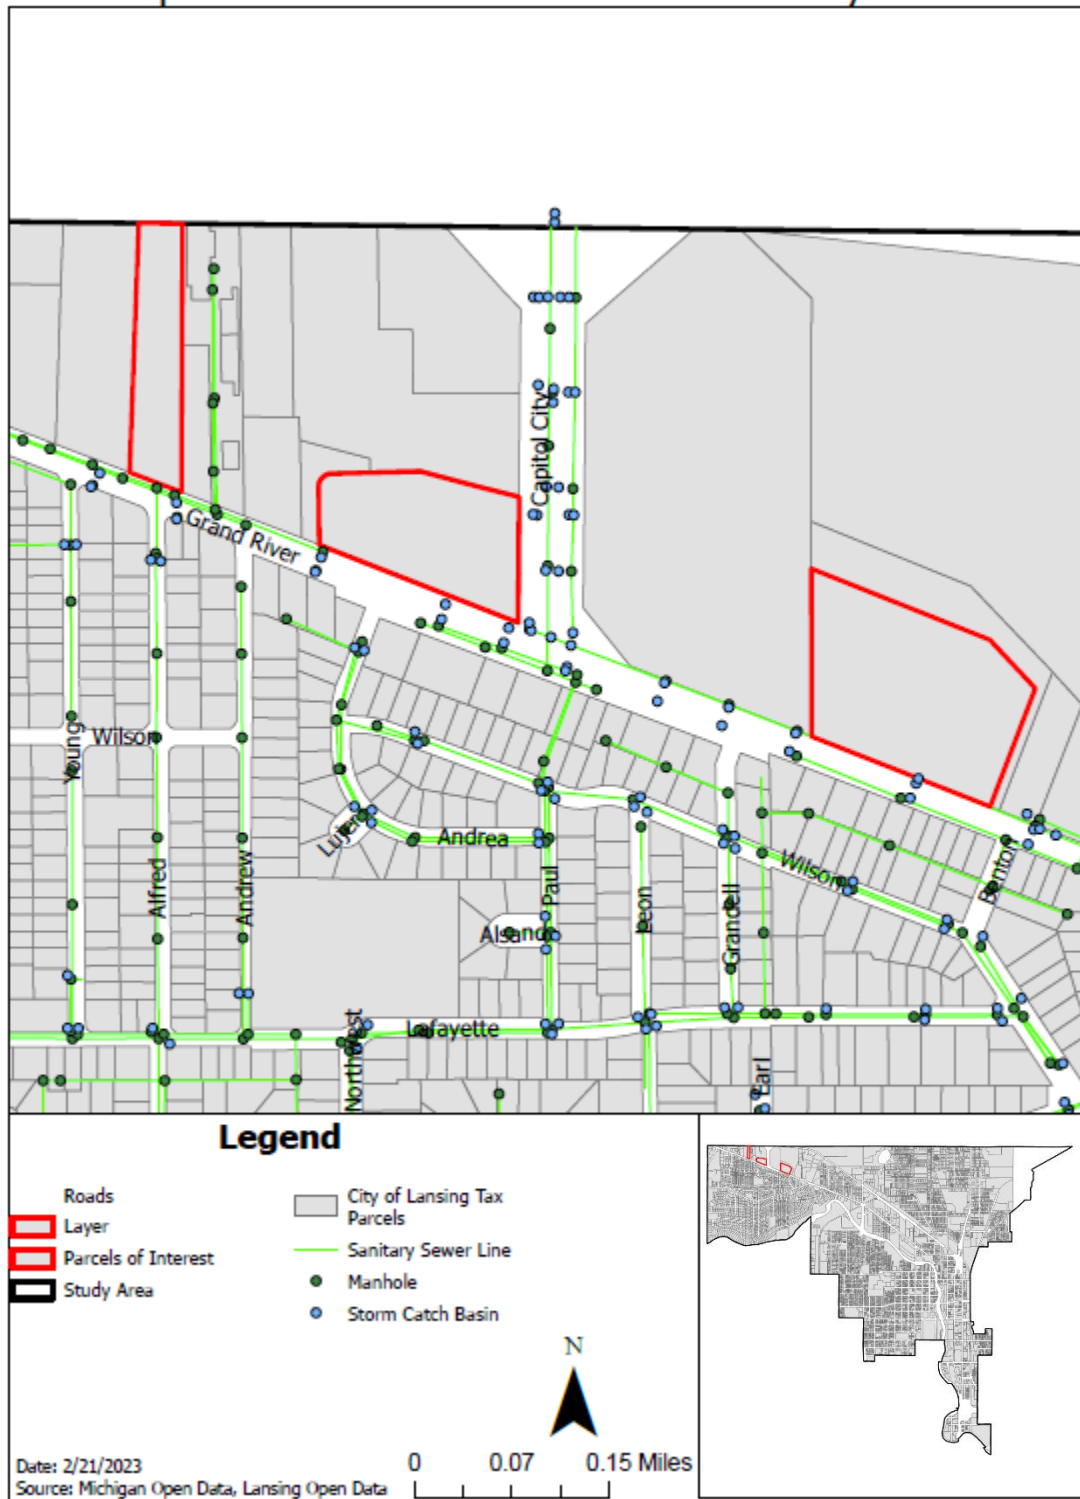 Capitol City
Grand River
Young
Wilson
Alfred
Andrew
Lujer
Andrea
Paul
Leon
Grandell
Wilson
Benton
Northwest
Lafayette
Earl
Legend
Roads
Layer
Parcels of Interest
Study Area
City of Lansing Tax
Parcels
Sanitary Sewer Line
Manhole
Storm Catch Basin
N
0 0.07 0.15 Miles
Date: 2/21/2023
Source: Michigan Open Data, Lansing Open Data